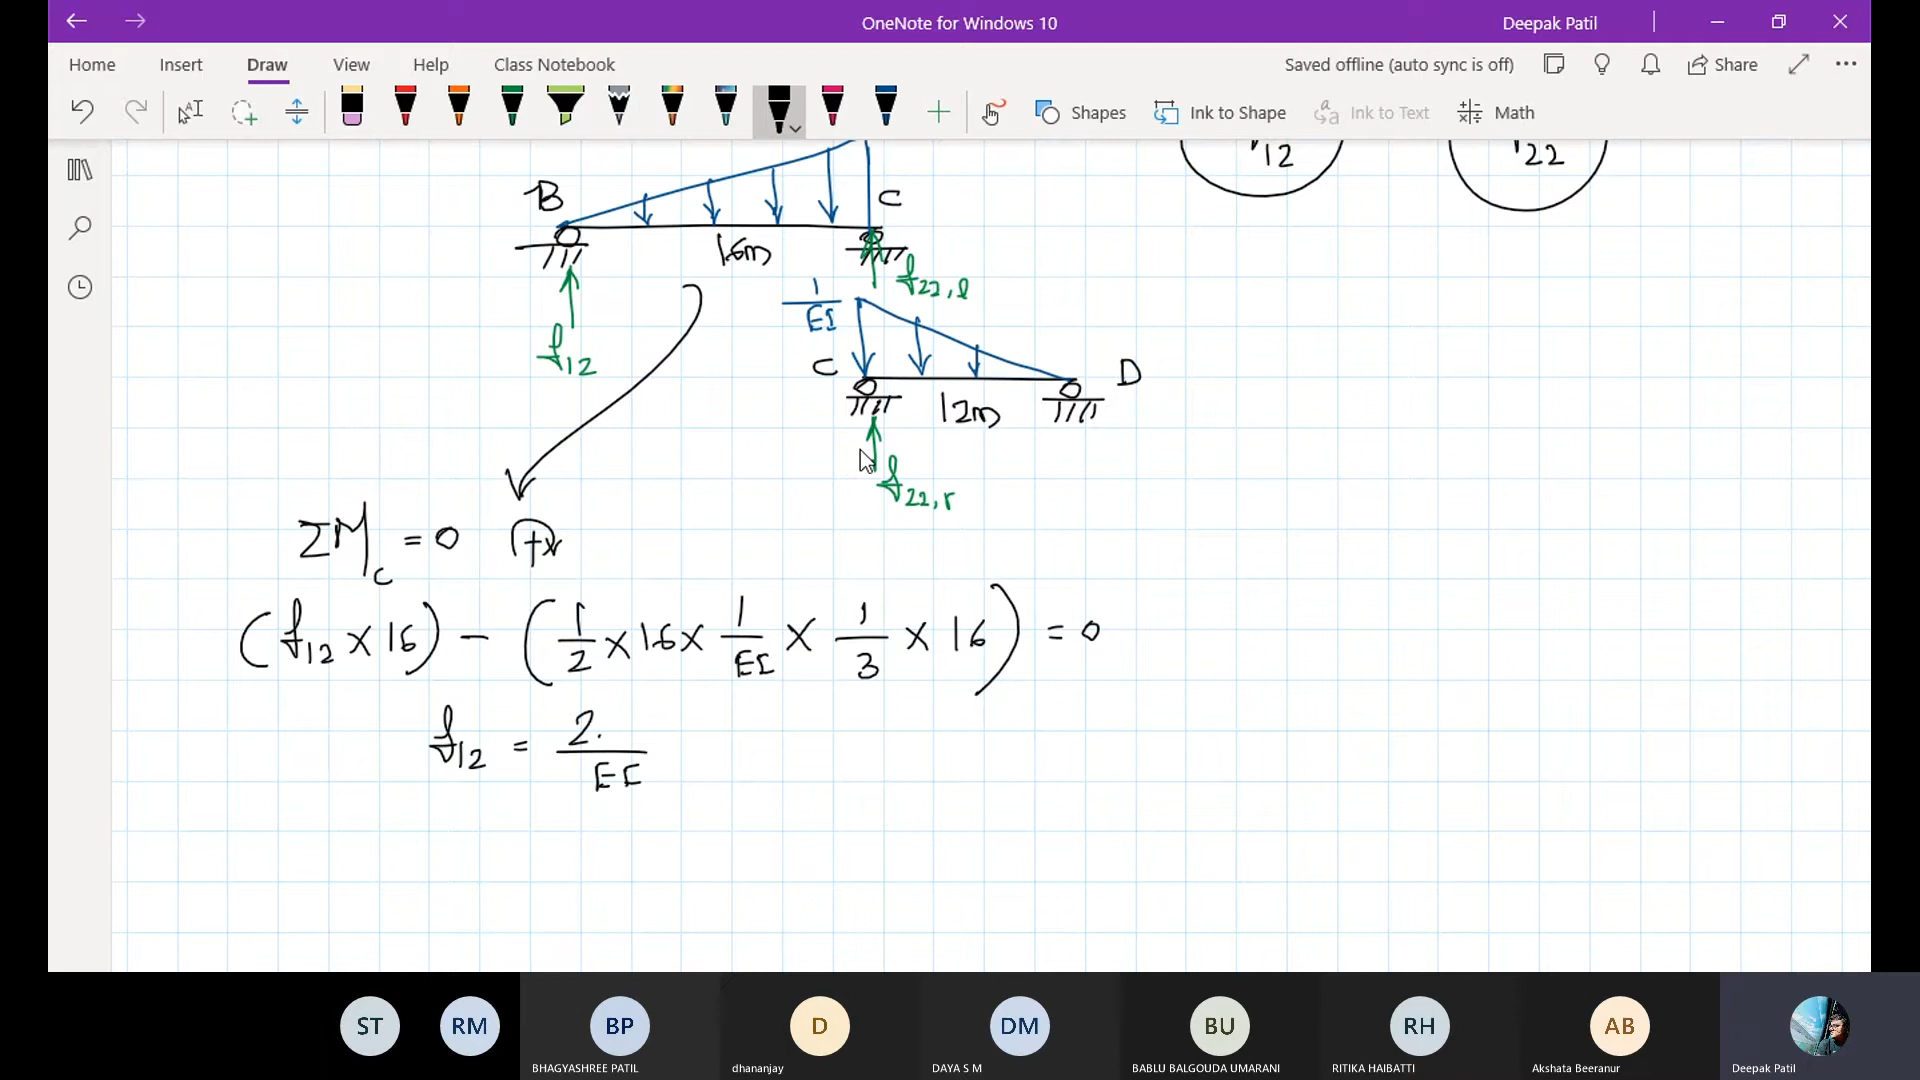 OneNote for Windows 10
Deepak Patil
Home Insert Draw View Help Class Notebook
Saved offline (auto sync is off) Share
Shapes Ink to Shape Ink to Text Math
12 22
B C
16m
f22,l
f12
1/EI
C D
12m
f22,r
ΣMC = 0 (+
(f12 × 16) - (1/2 × 16 × 1/EI × 1/3 × 16) = 0
f12 = 2./EI
ST RM BP D DM BU RH AB
BHAGYASHREE PATIL dhananjay DAYA S M BABLU BALGOUDA UMARANI RITIKA HAIBATTI Akshata Beeranur Deepak Patil